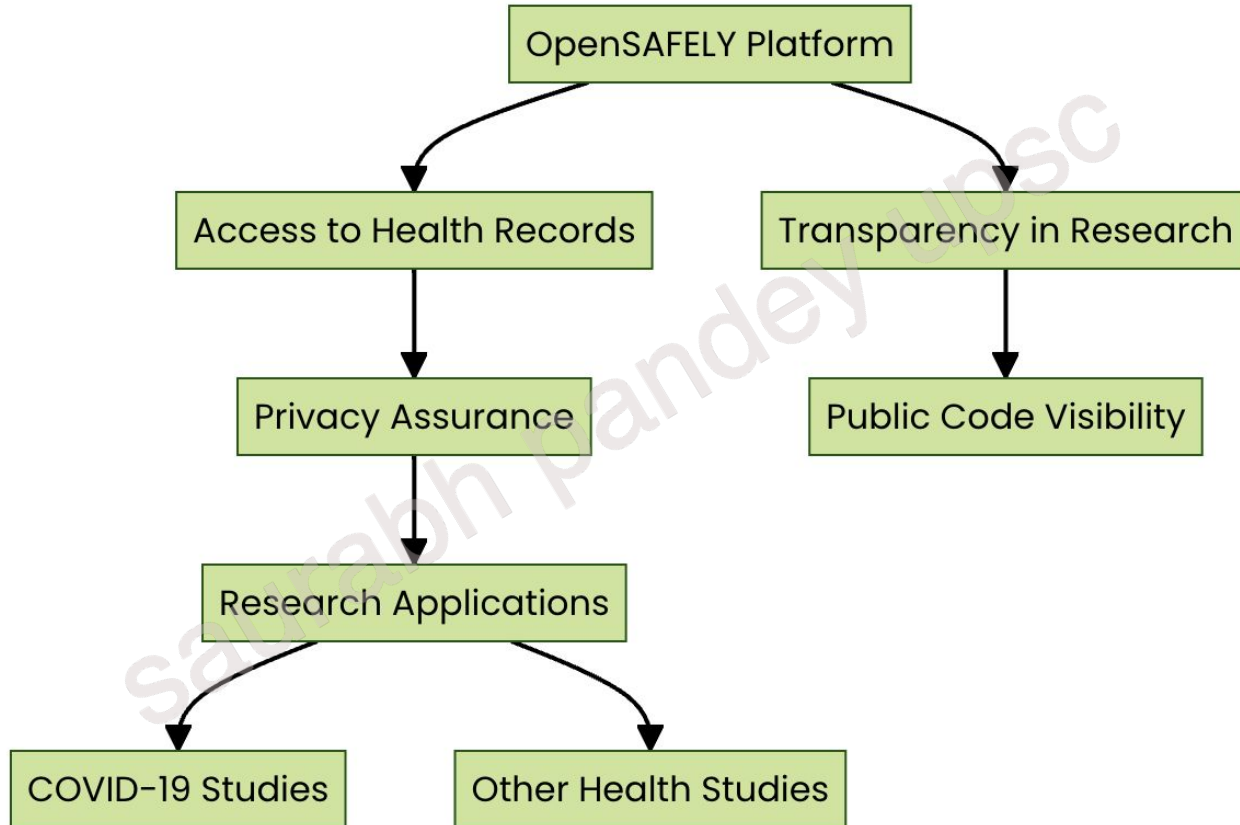 OpenSAFELY Platform
Access to Health Records
Transparency in Research
Privacy Assurance
Public Code Visibility
Research Applications
COVID-19 Studies
Other Health Studies
saurabh pandey upsc